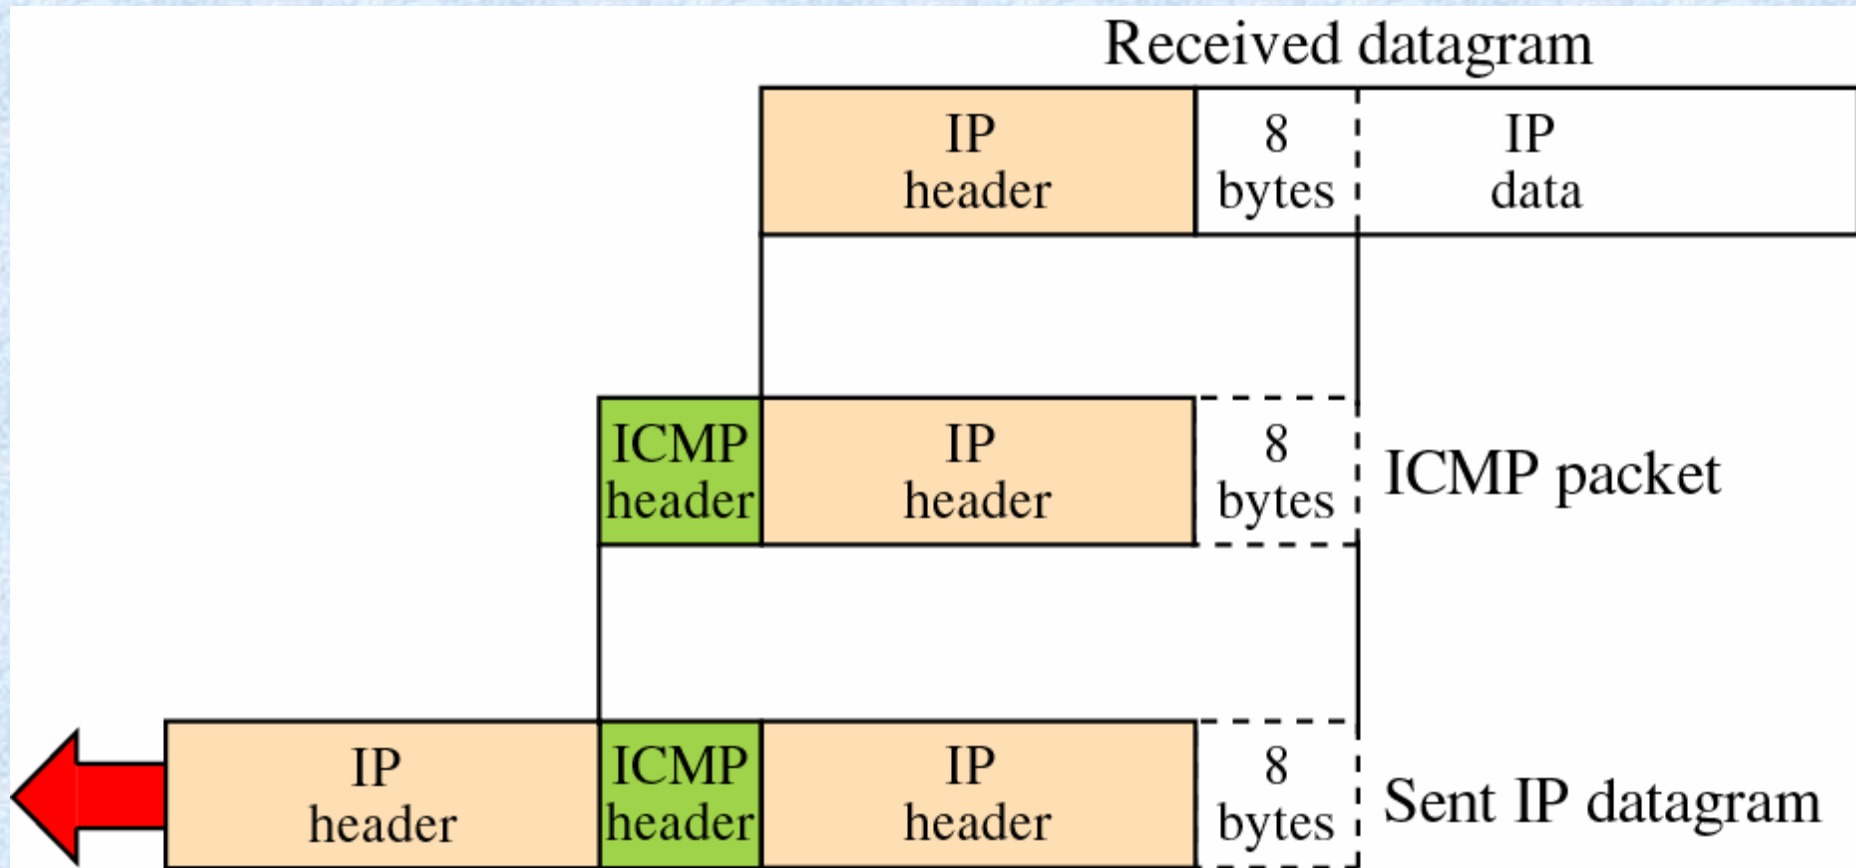 Received datagram
IP
header
8
bytes
IP
data
ICMP
header
IP
header
8
bytes
ICMP packet
IP
header
ICMP
header
IP
header
8
bytes
Sent IP datagram